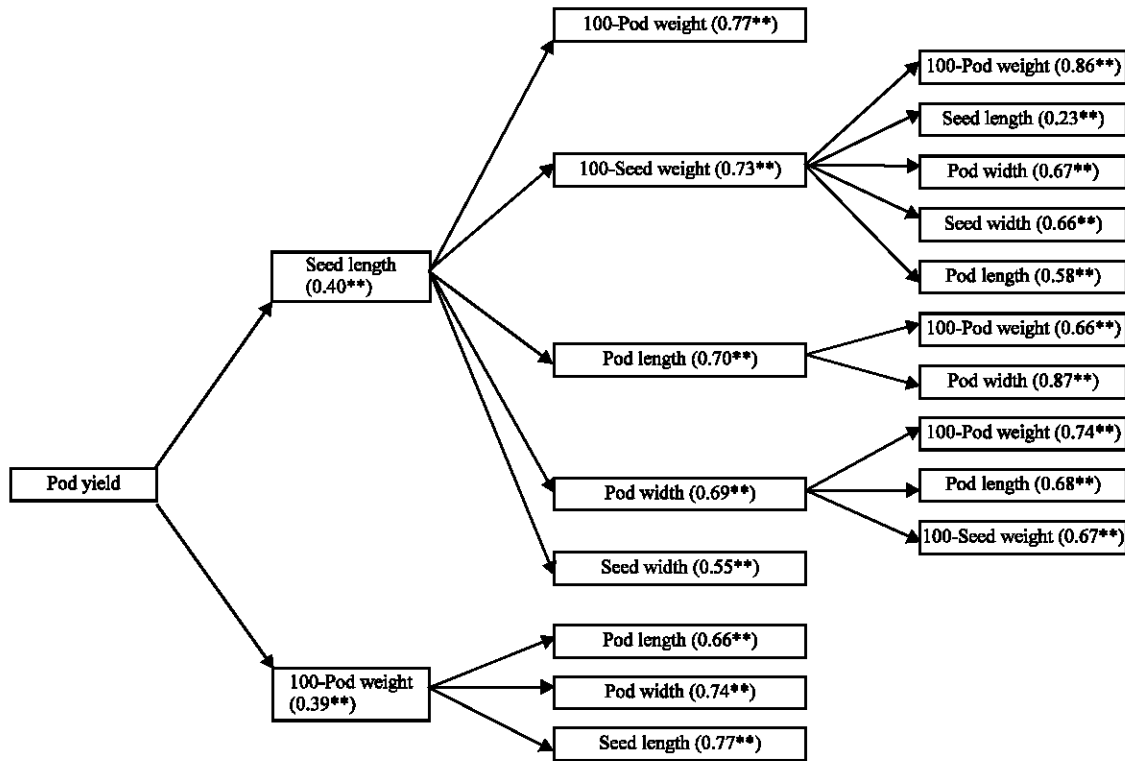 100-Pod weight (0.77**)
100-Pod weight (0.86**)
Seed length (0.23**)
100-Seed weight (0.73**)
Pod width (0.67**)
Seed width (0.66**)
Seed length
(0.40**)
Pod length (0.58**)
100-Pod weight (0.66**)
Pod length (0.70**)
Pod width (0.87**)
100-Pod weight (0.74**)
Pod yield
Pod width (0.69**)
Pod length (0.68**)
100-Seed weight (0.67**)
Seed width (0.55**)
Pod length (0.66**)
100-Pod weight
(0.39**)
Pod width (0.74**)
Seed length (0.77**)